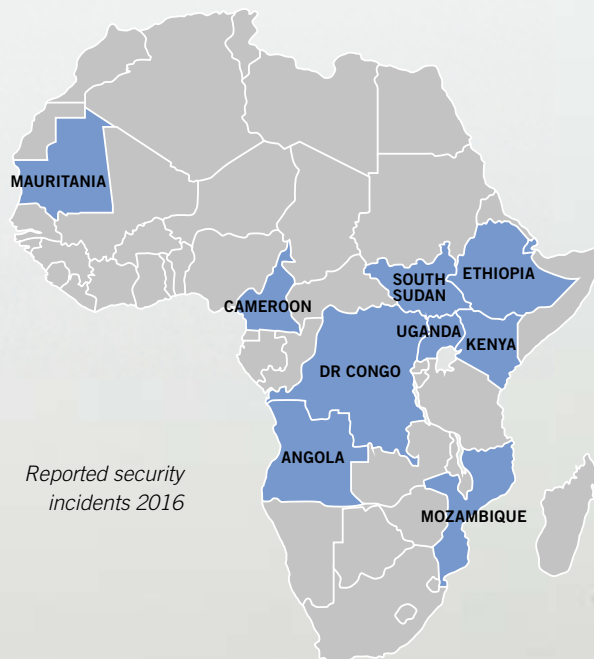 MAURITANIA
ETHIOPIA
SOUTH
SUDAN
CAMEROON
UGANDA
KENYA
DR CONGO
ANGOLA
Reported security
incidents 2016
MOZAMBIQUE